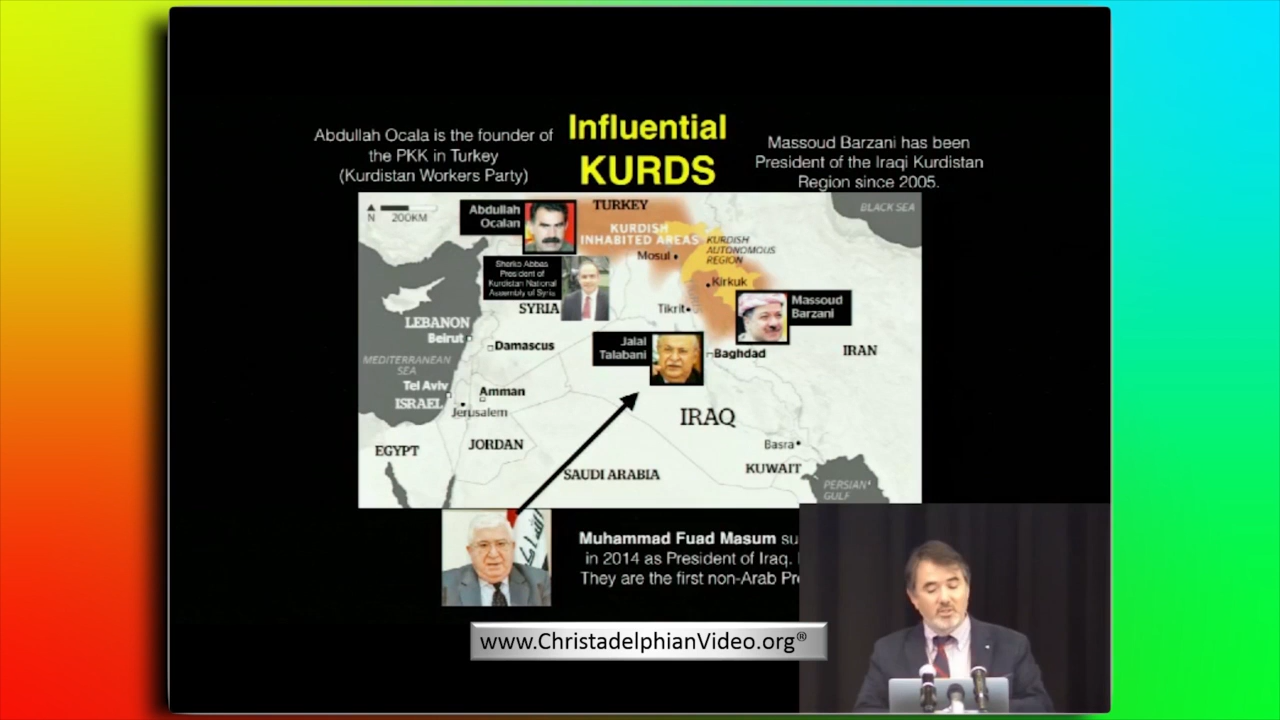 Influential
KURDS
Abdullah Ocala is the founder of
the PKK in Turkey
(Kurdistan Workers Party)
Massoud Barzani has been
President of the Iraqi Kurdistan
Region since 2005.
N
200KM
Abdullah
Ocalan
TURKEY
BLACK SEA
KURDISH
INHABITED AREAS
KURDISH
AUTONOMOUS
REGION
Mosul
Sherko Abbas
President of
Kurdistan National
Assembly of Syria
Kirkuk
SYRIA
Tikrit
Massoud
Barzani
LEBANON
Beirut
Damascus
Jalal
Talabani
Baghdad
IRAN
MEDITERRANEAN
SEA
Tel Aviv
Amman
ISRAEL
Jerusalem
IRAQ
EGYPT
JORDAN
Basra
SAUDI ARABIA
KUWAIT
PERSIAN
GULF
Muhammad Fuad Masum su
in 2014 as President of Iraq.
They are the first non-Arab Pre
www.ChristadelphianVideo.org®